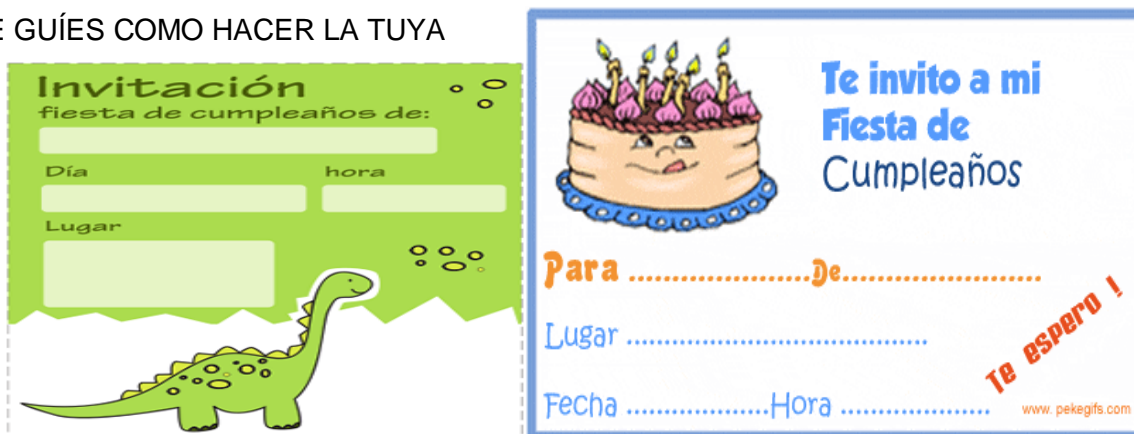 E GUÍES COMO HACER LA TUYA
Invitación
fiesta de cumpleaños de:
Día hora
Lugar
Te invito a mi
Fiesta de
Cumpleaños
Para ......................De........................
Lugar ....................................
Fecha .................Hora ..................
Te espero !
www. pekegifs.com